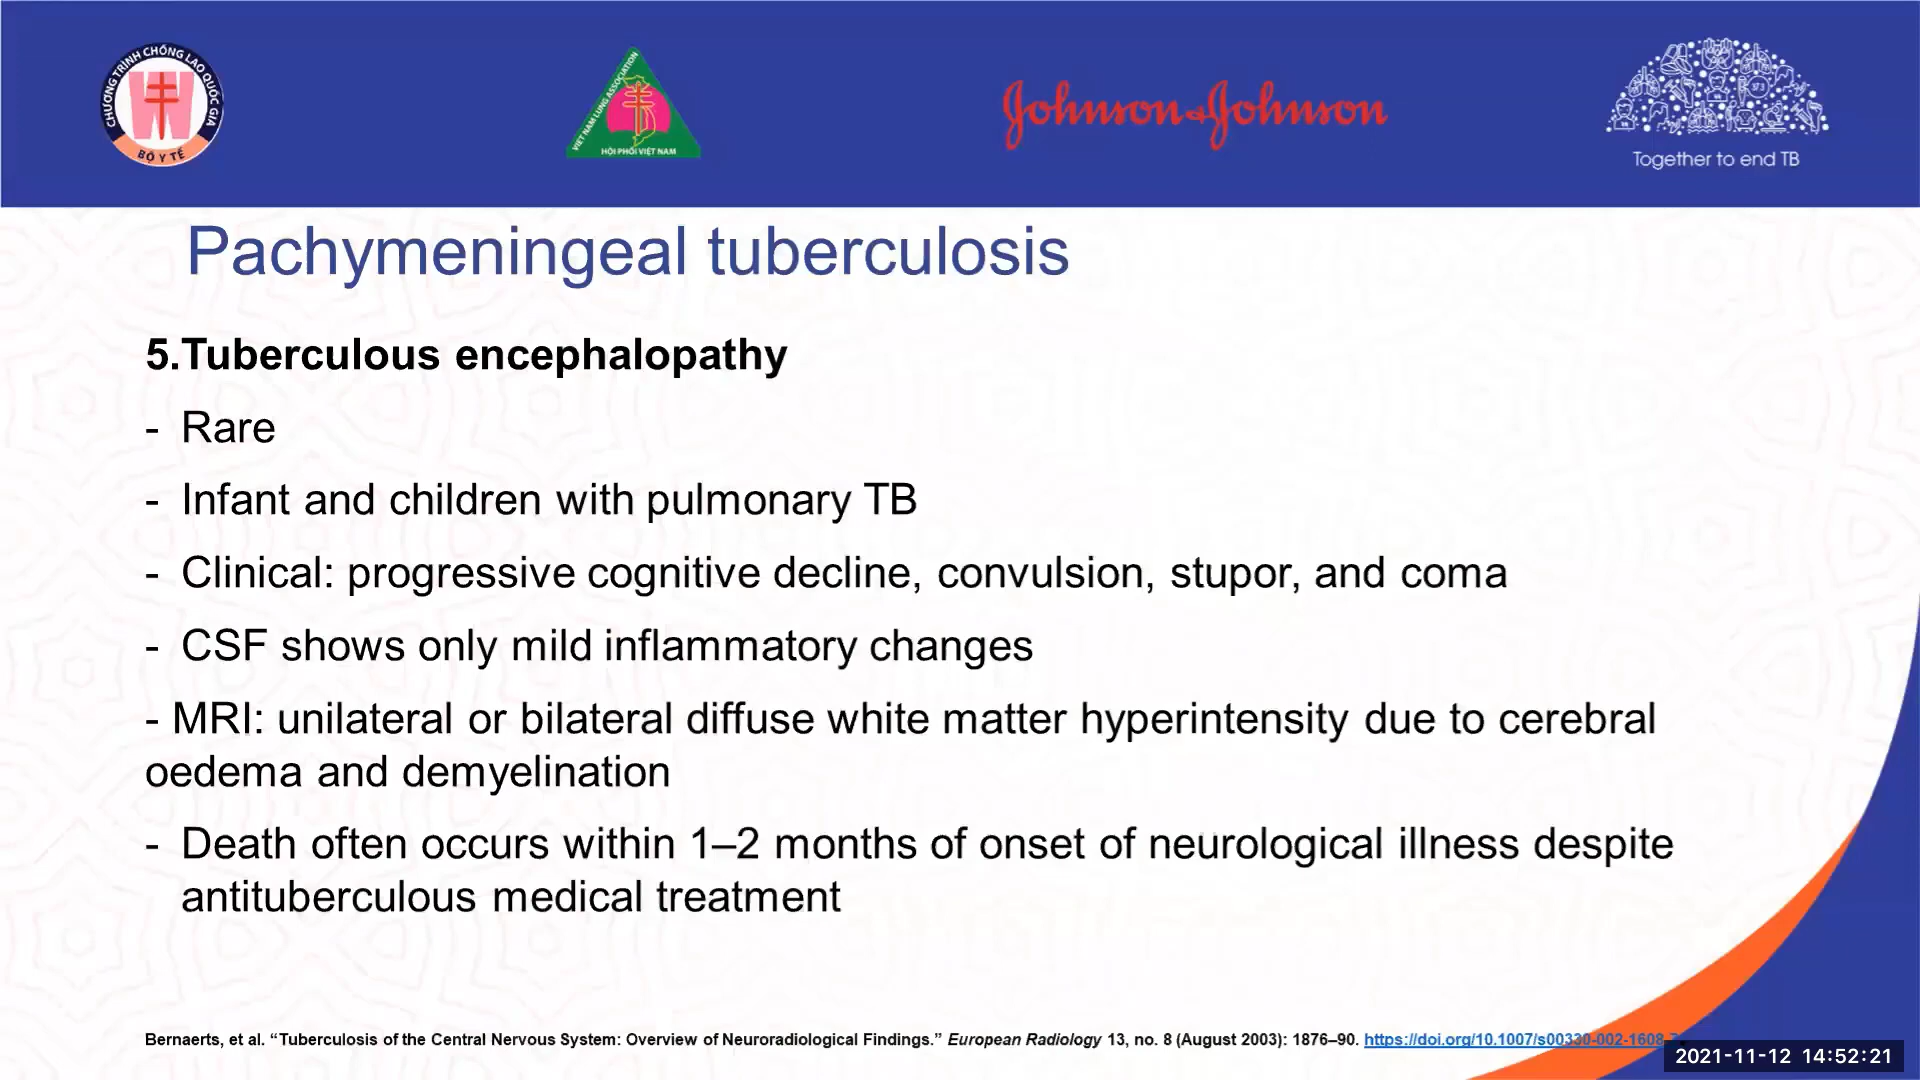 CHƯƠNG TRÌNH CHỐNG LAO QUỐC GIA
BỘ Y TẾ
VIET NAM LUNG ASSOCIATION
HỘI PHỔI VIỆT NAM
Johnson & Johnson
Together to end TB
Pachymeningeal tuberculosis
5.Tuberculous encephalopathy
- Rare
- Infant and children with pulmonary TB
- Clinical: progressive cognitive decline, convulsion, stupor, and coma
- CSF shows only mild inflammatory changes
- MRI: unilateral or bilateral diffuse white matter hyperintensity due to cerebral
oedema and demyelination
- Death often occurs within 1–2 months of onset of neurological illness despite
antituberculous medical treatment
Bernaerts, et al. “Tuberculosis of the Central Nervous System: Overview of Neuroradiological Findings.” European Radiology 13, no. 8 (August 2003): 1876–90. https://doi.org/10.1007/s00330-002-1608-
2021-11-12 14:52:21